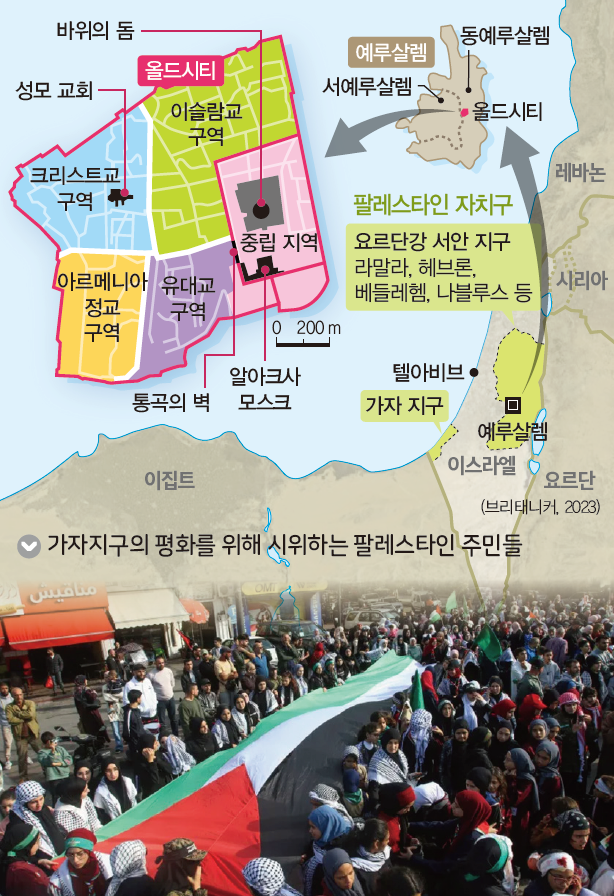 바위의 돔
올드시티
성모 교회
이슬람교
구역
크리스트교
구역
중립 지역
아르메니아
정교
구역
유대교
구역
0 200 m
통곡의 벽
알아크사
모스크
예루살렘
동예루살렘
서예루살렘
올드시티
레바논
팔레스타인 자치구
요르단강 서안 지구
라말라, 헤브론,
베들레헴, 나블루스 등
시리아
텔아비브
가자 지구
예루살렘
이스라엘
이집트
요르단
(브리태니커, 2023)
가자지구의 평화를 위해 시위하는 팔레스타인 주민들